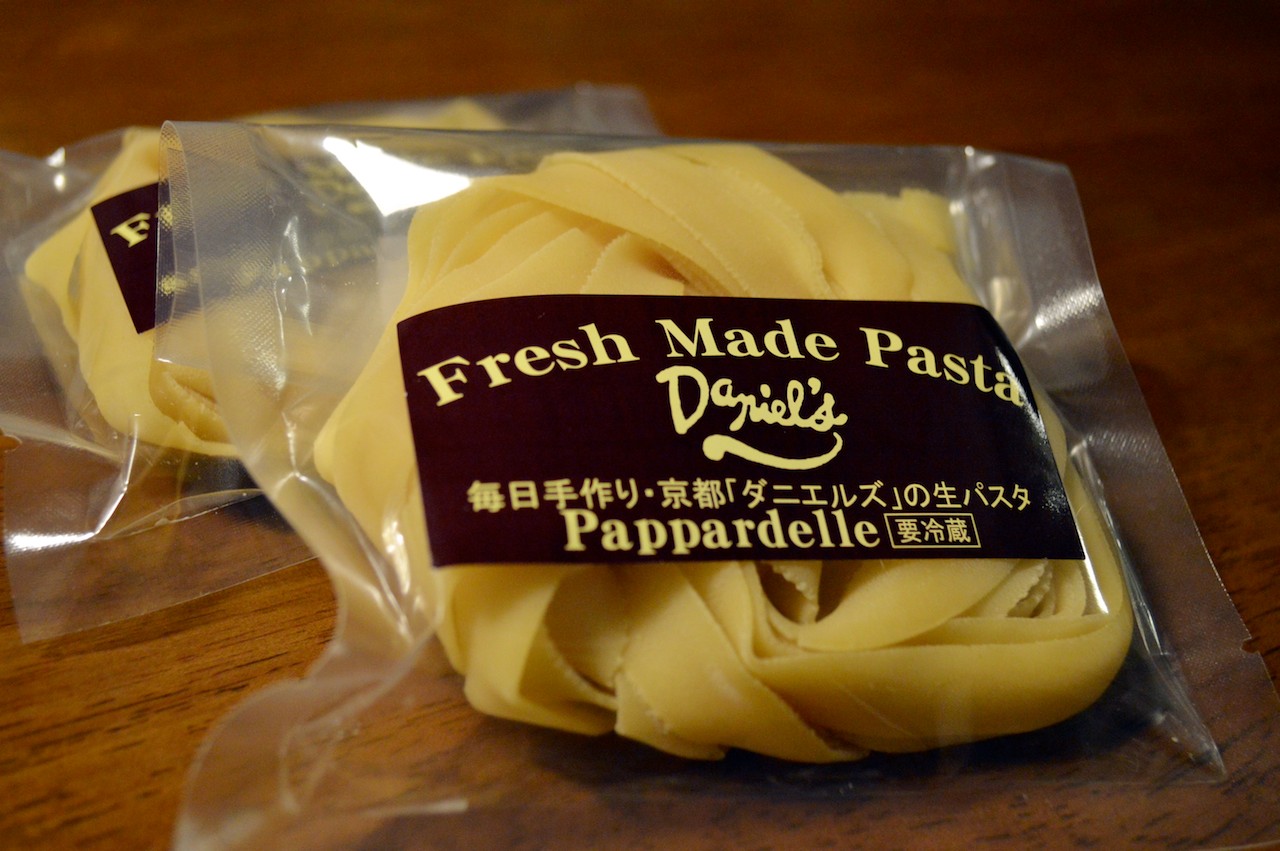 Fresh Made Pasta
Daniel's
毎日手作り・京都「ダニエルズ」の生パスタ
Pappardelle 要冷蔵